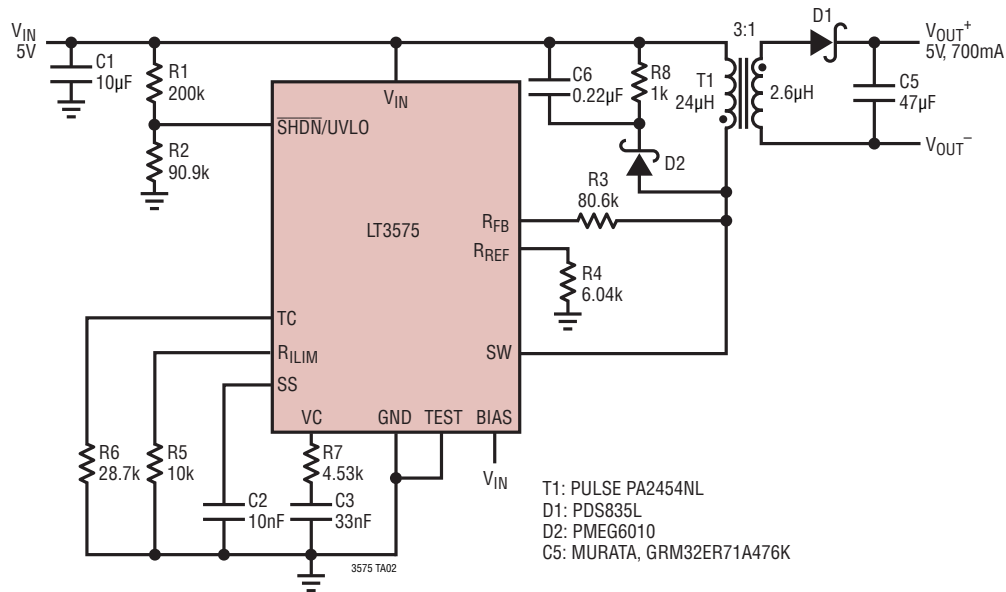 VIN
5V
C1
10µF
R1
200k
R2
90.9k
VIN
SHDN/UVLO
LT3575
RFB
RREF
TC
RILIM
SS
SW
VC
GND
TEST
BIAS
VIN
C6
0.22µF
R8
1k
D2
R3
80.6k
R4
6.04k
T1
24µH
3:1
2.6µH
D1
VOUT+
5V, 700mA
C5
47µF
VOUT–
R6
28.7k
R5
10k
C2
10nF
R7
4.53k
C3
33nF
3575 TA02
T1: PULSE PA2454NL
D1: PDS835L
D2: PMEG6010
C5: MURATA, GRM32ER71A476K